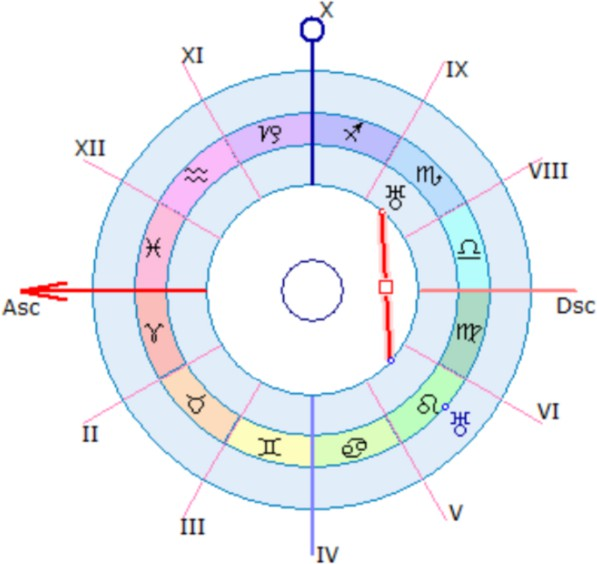 X
XI
IX
♑
♐
XII
♒
♏
VIII
♅
♓
♎
Asc
Dsc
♈
♍
♉
♌
II
VI
♅
♊
♋
III
V
IV